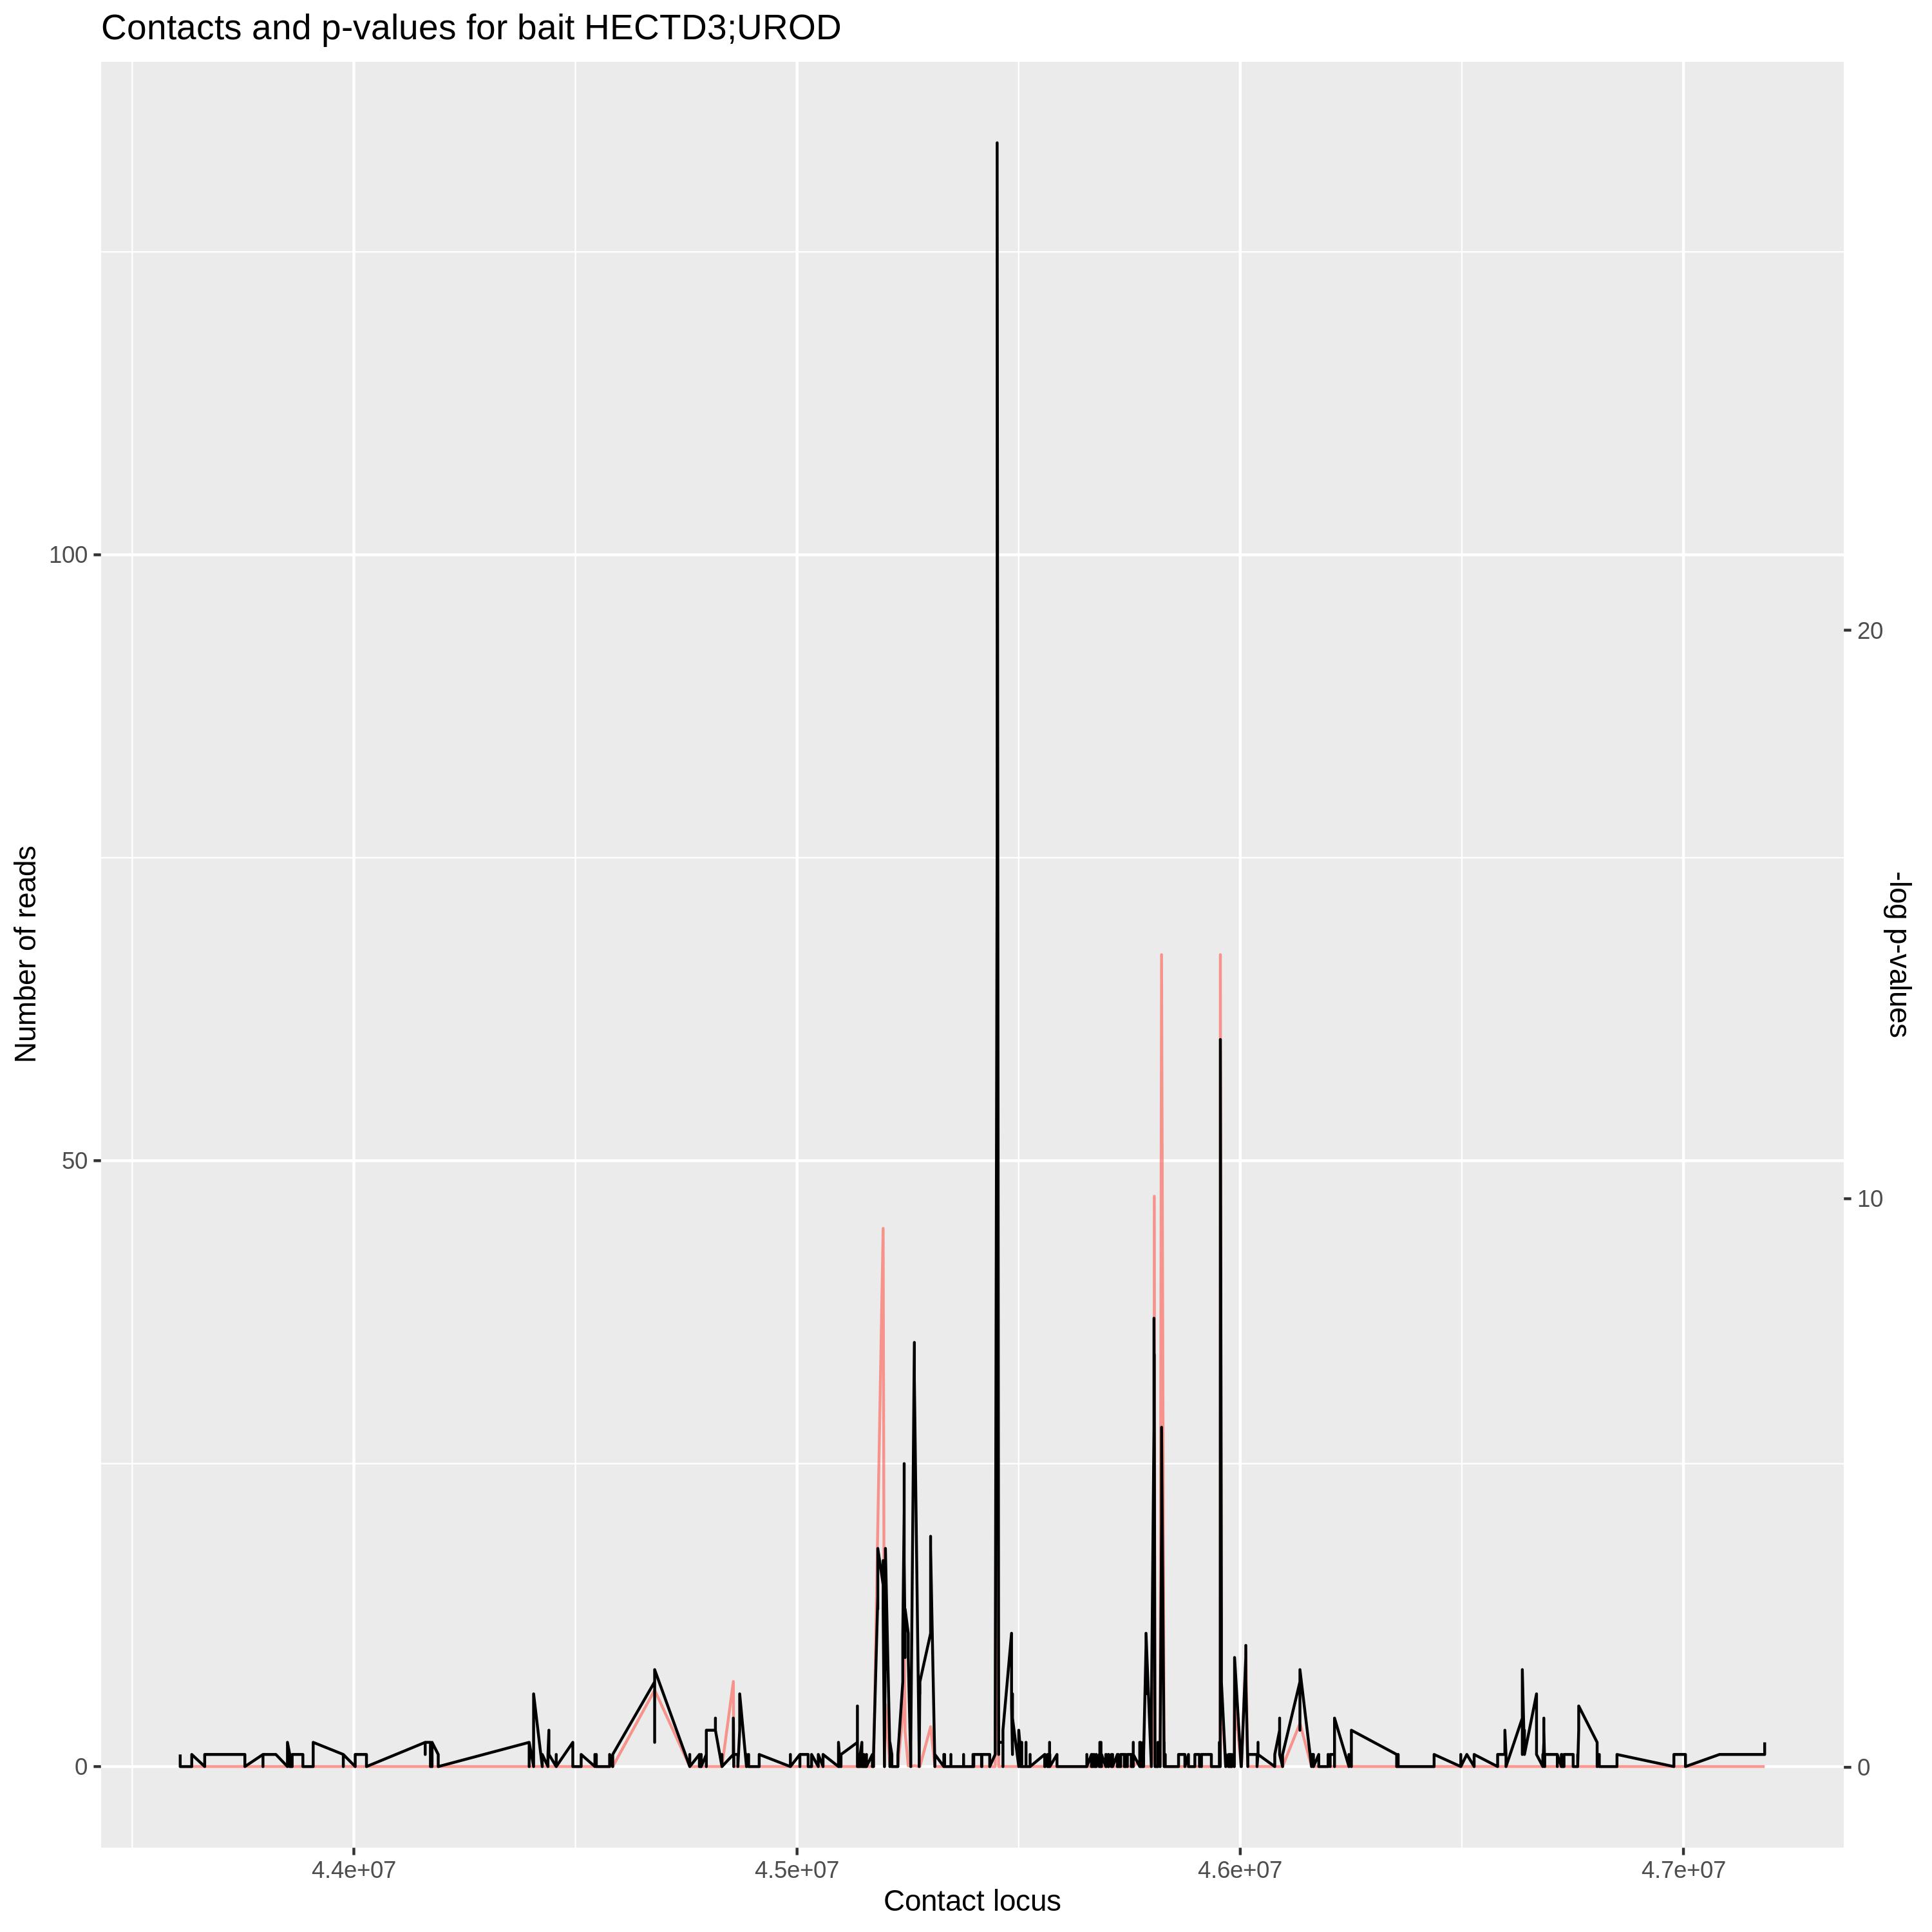 Contacts and p-values for bait HECTD3;UROD
100
50
0
Number of reads
20
10
0
-log p-values
4.4e+07
4.5e+07
4.6e+07
4.7e+07
Contact locus